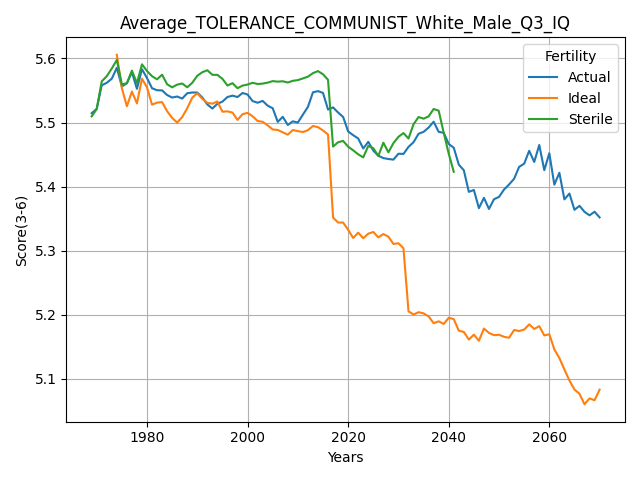 Average_TOLERANCE_COMMUNIST_White_Male_Q3_IQ
Fertility
Actual
Ideal
Sterile
Score(3-6)
5.6
5.5
5.4
5.3
5.2
5.1
1980 2000 2020 2040 2060
Years